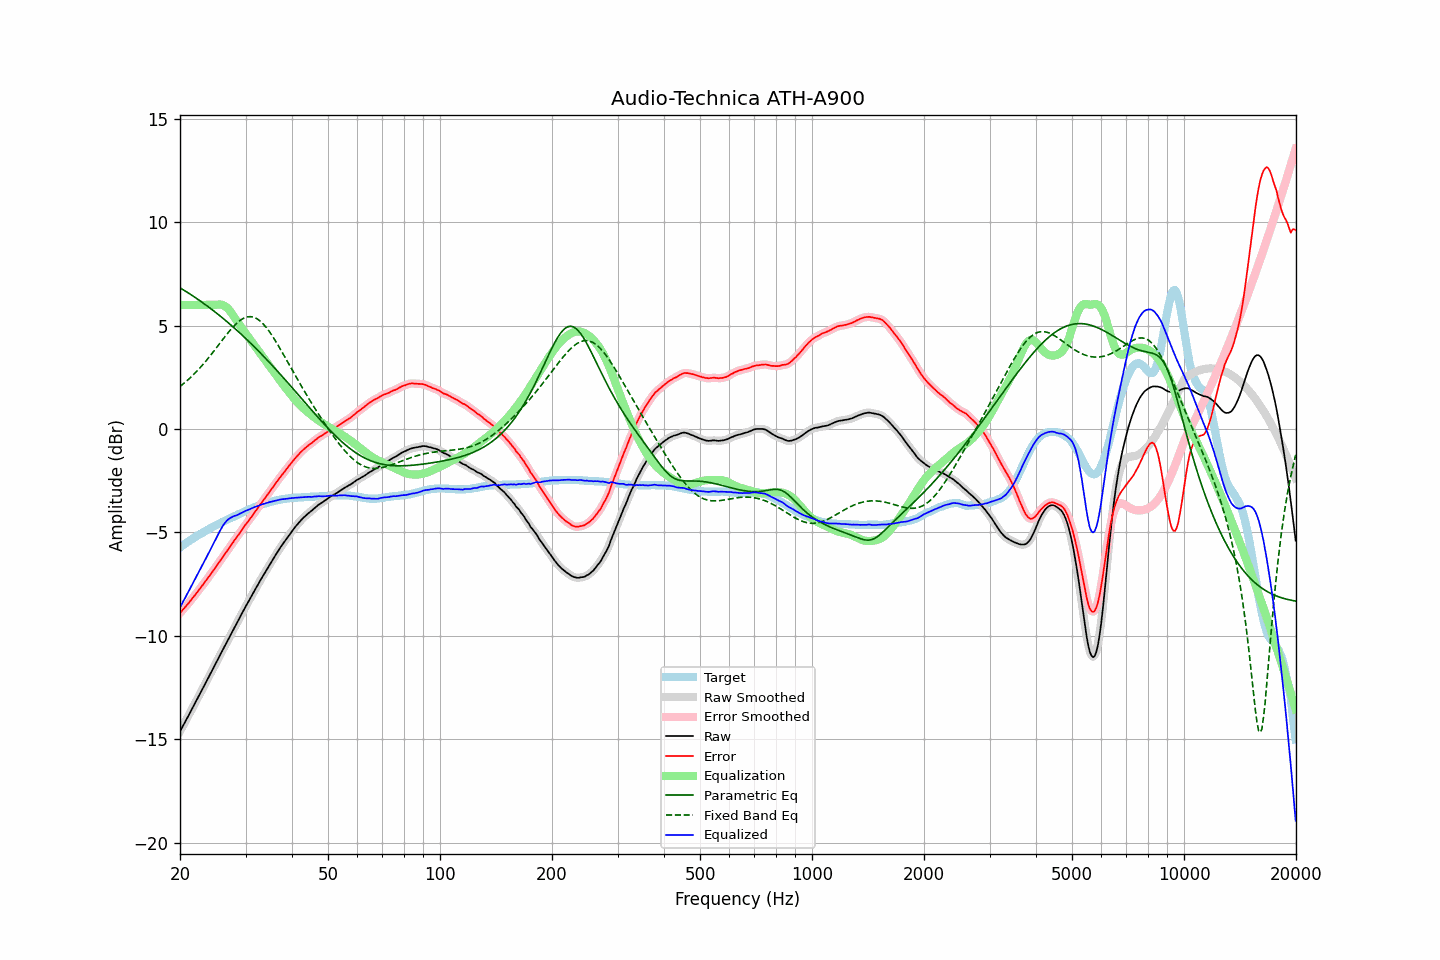 Audio-Technica ATH-A900
15
10
5
0
−5
−10
−15
−20
Amplitude (dBr)
20
50
100
200
500
1000
2000
5000
10000
20000
Frequency (Hz)
Target
Raw Smoothed
Error Smoothed
Raw
Error
Equalization
Parametric Eq
Fixed Band Eq
Equalized